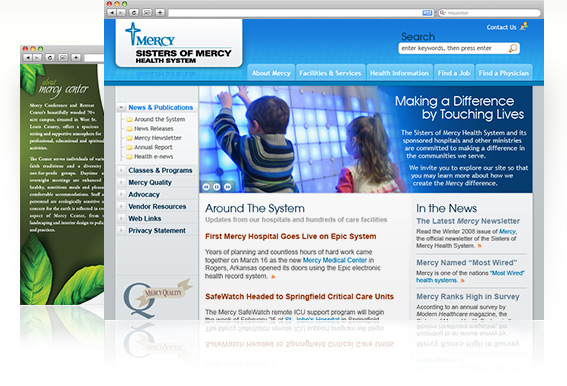 about
mercy center
Mercy Conference and Retreat
Center's beautifully wooded 70+
acre campus, situated in West St.
Louis County, offers a spacious
setting and supportive atmosphere for
professional, educational and spiritual
activities.
The Center serves individuals of
faith traditions and a diversity
not-for-profit groups. Daytime
overnight meetings are enhanced
healthy, nutritious meals and
comfortable accommodations. Staff
personnel are ecologically sensitive
concern for the earth is reflected in
aspect of Mercy Center, from
landscaping and interior design to
and practices.
Contact Us
MERCY
SISTERS OF MERCY
HEALTH SYSTEM
Search
enter keywords, then press enter
About Mercy
Facilities & Services
Health Information
Find a Job
Find a Physician
News & Publications
Around the System
News Releases
Mercy Newsletter
Annual Report
Health e-news
Classes & Programs
Mercy Quality
Advocacy
Vendor Resources
Web Links
Privacy Statement
Q MERCY QUALITY
Making a Difference
by Touching Lives
The Sisters of Mercy Health System and its
sponsored hospitals and other ministries
are committed to making a difference in
the communities we serve.
We invite you to explore our site so that
you may learn more about how we
create the Mercy difference.
Around The System
Updates from our hospitals and hundreds of care facilities
First Mercy Hospital Goes Live on Epic System
Years of planning and countless hours of hard work came
together on March 16 as the new Mercy Medical Center in
Rogers, Arkansas opened its doors using the Epic electronic
health record system. »
SafeWatch Headed to Springfield Critical Care Units
The Mercy SafeWatch remote ICU support program will begin
the week of February 25 at St. John's Hospital in Springfield
In the News
The Latest Mercy Newsletter
Read the Winter 2008 issue of Mercy,
the official newsletter of the Sisters of
Mercy Health System. »
Mercy Named “Most Wired”
Mercy is one of the nations “Most Wired”
health systems. »
Mercy Ranks High in Survey
According to an annual survey by
Modern Healthcare magazine, the